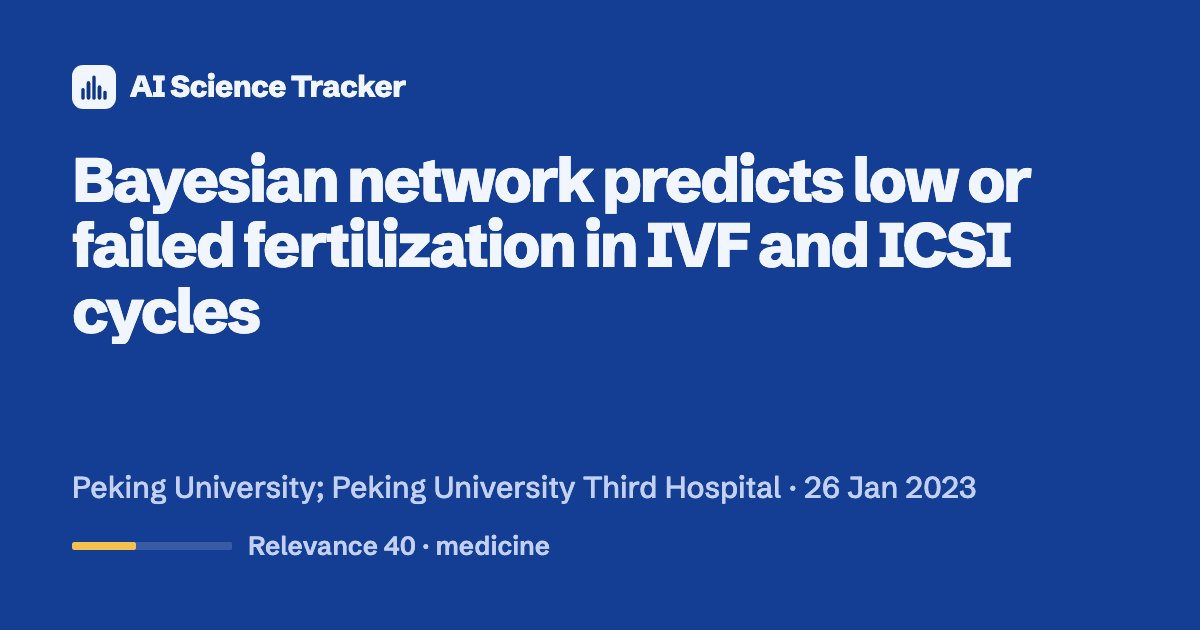 AI Science Tracker
Bayesian network predicts low or
failed fertilization in IVF and ICSI
cycles
Peking University; Peking University Third Hospital · 26 Jan 2023
Relevance 40 · medicine